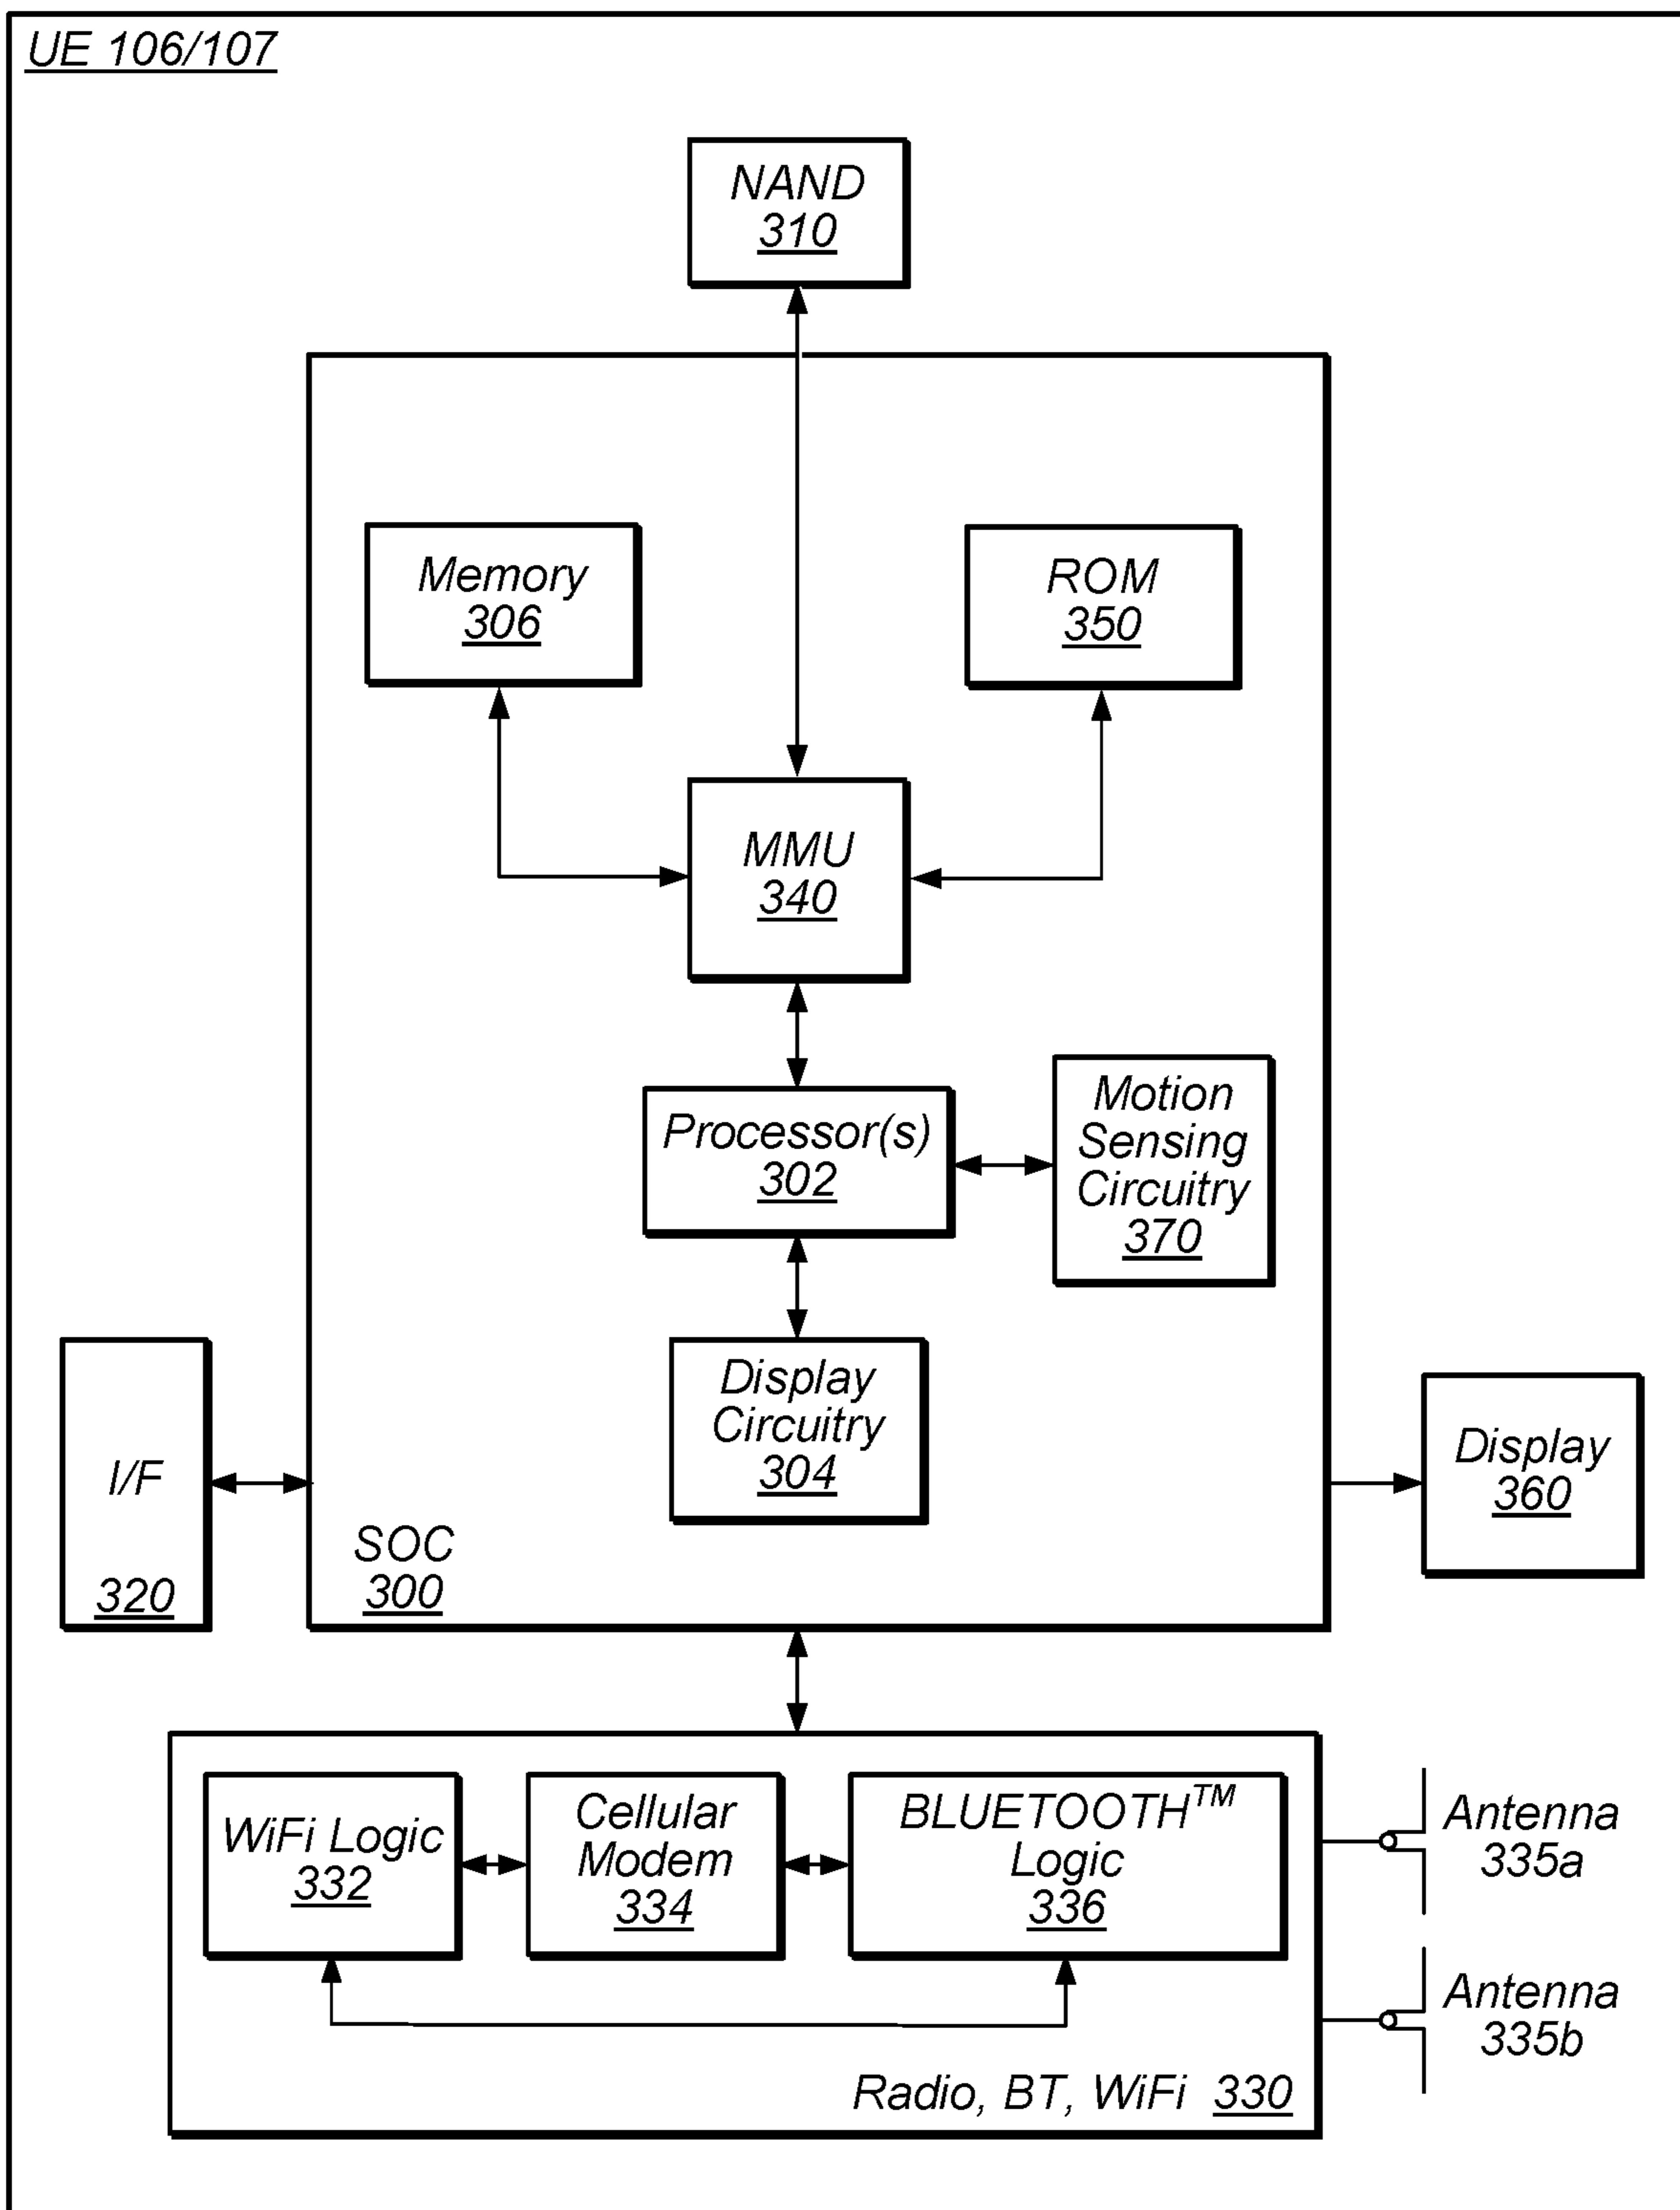 UE 106/107
NAND
310
Memory
306
ROM
350
MMU
340
Processor(s)
302
Motion
Sensing
Circuitry
370
Display
Circuitry
304
I/F
320
SOC
300
Display
360
WiFi Logic
332
Cellular
Modem
334
BLUETOOTH™
Logic
336
Antenna
335a
Antenna
335b
Radio, BT, WiFi 330